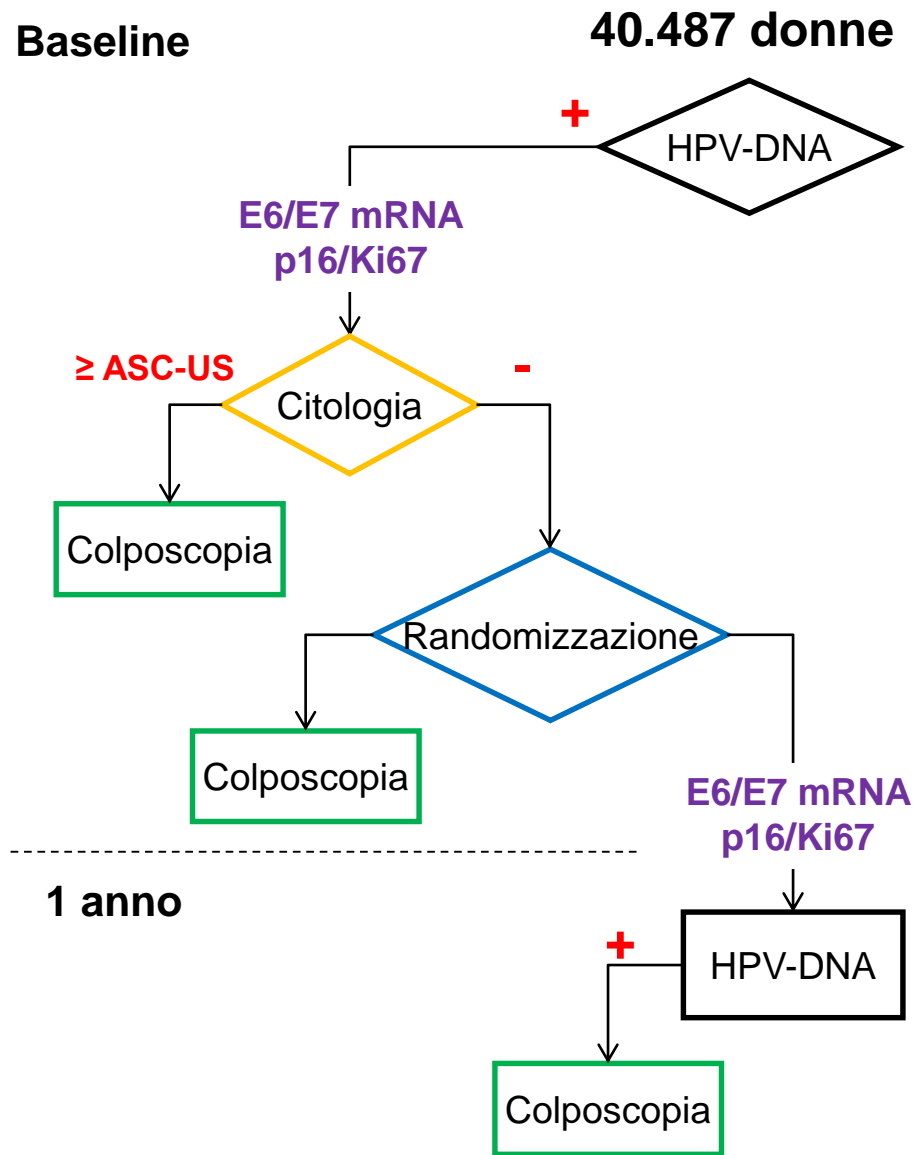 Baseline
40.487 donne
+
HPV-DNA
E6/E7 mRNA
p16/Ki67
≥ ASC-US
-
Citologia
Colposcopia
Randomizzazione
Colposcopia
E6/E7 mRNA
p16/Ki67
1 anno
+
HPV-DNA
Colposcopia